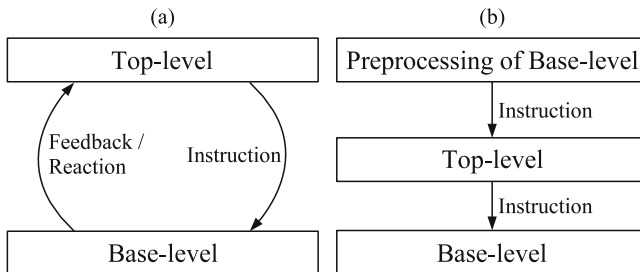 (a)
Top-level
Feedback /
Reaction
Instruction
Base-level
(b)
Preprocessing of Base-level
Instruction
Top-level
Instruction
Base-level